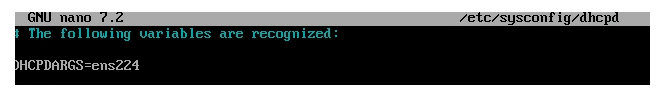 GNU nano 7.2 /etc/sysconfig/dhcpd
# The following variables are recognized:
DHCPDARGS=ens224